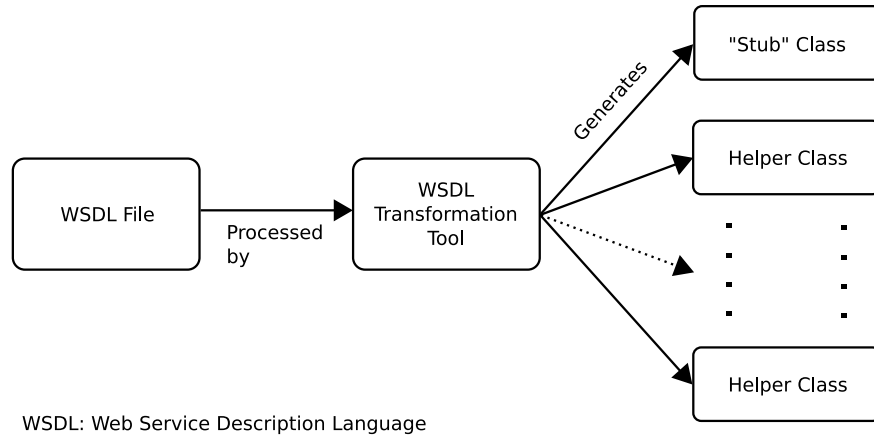 "Stub" Class
Generates
Helper Class
WSDL File
Processed
by
WSDL
Transformation
Tool
Helper Class
WSDL: Web Service Description Language